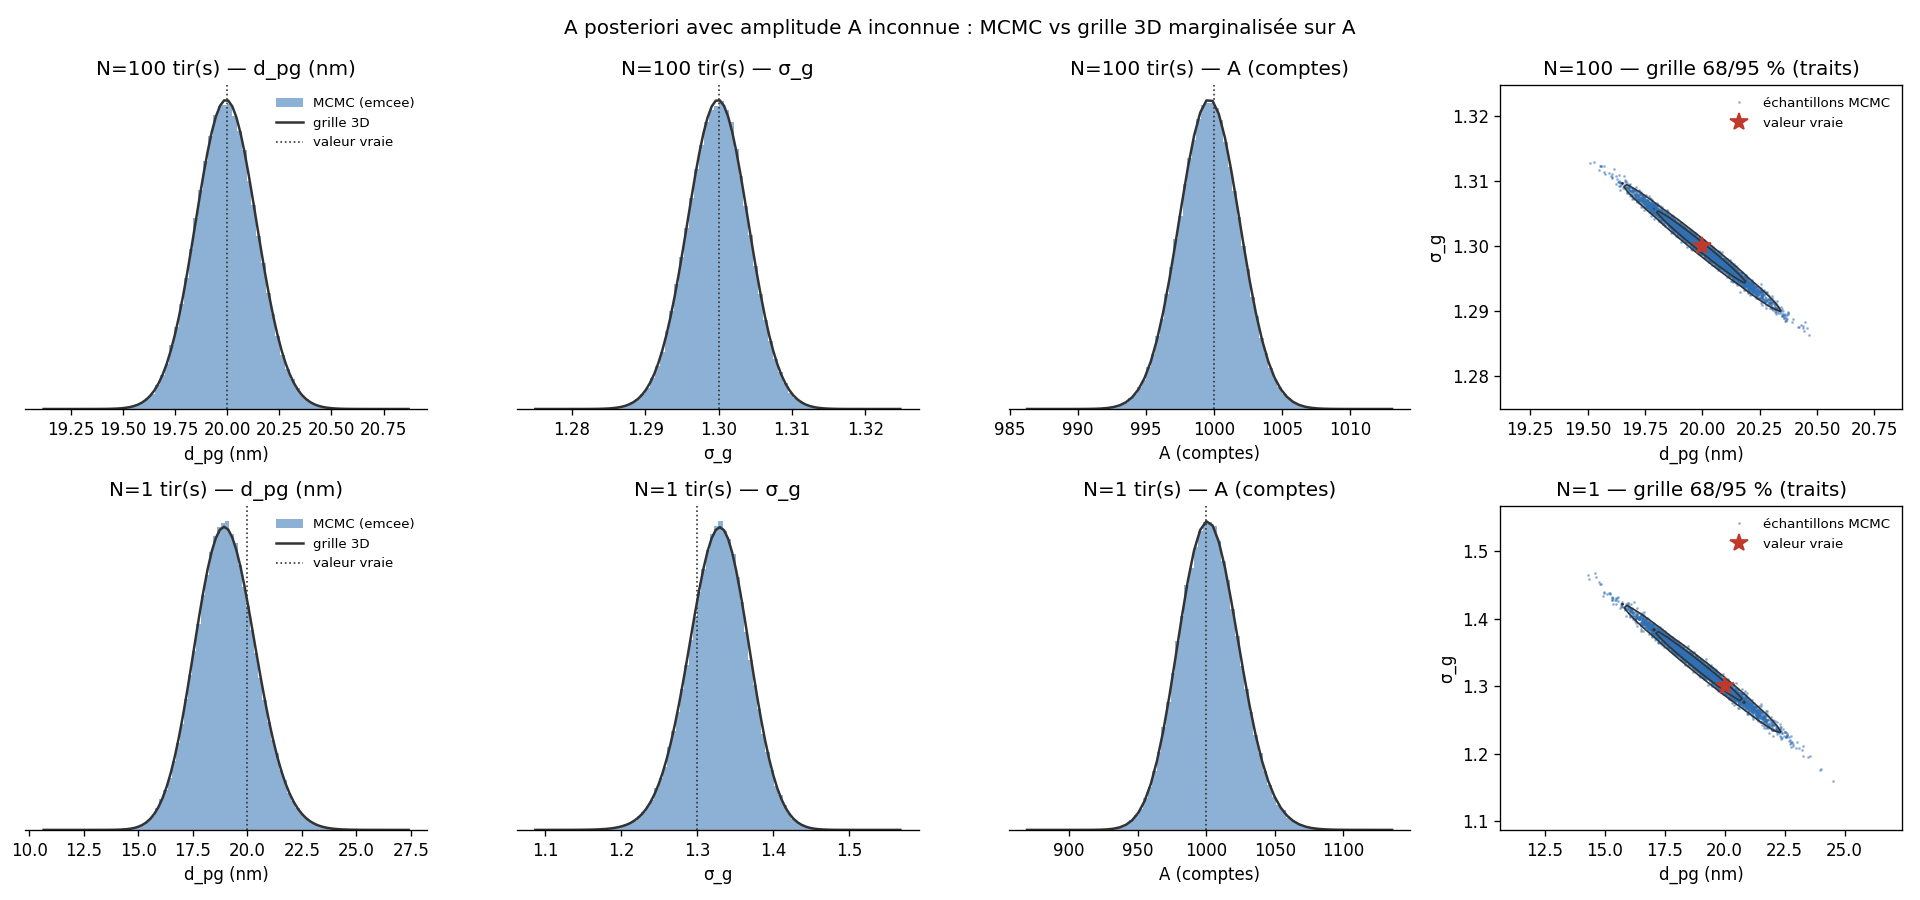 A posteriori avec amplitude A inconnue : MCMC vs grille 3D marginalisée sur A
N=100 tir(s) — d_pg (nm)
MCMC (emcee)
grille 3D
valeur vraie
19.25 19.50 19.75 20.00 20.25 20.50 20.75
d_pg (nm)
N=100 tir(s) — σ_g
1.28 1.29 1.30 1.31 1.32
σ_g
N=100 tir(s) — A (comptes)
985 990 995 1000 1005 1010
A (comptes)
N=100 — grille 68/95 % (traits)
échantillons MCMC
valeur vraie
1.32
1.31
1.30
1.29
1.28
σ_g
19.25 19.50 19.75 20.00 20.25 20.50 20.75
d_pg (nm)
N=1 tir(s) — d_pg (nm)
MCMC (emcee)
grille 3D
valeur vraie
10.0 12.5 15.0 17.5 20.0 22.5 25.0 27.5
d_pg (nm)
N=1 tir(s) — σ_g
1.1 1.2 1.3 1.4 1.5
σ_g
N=1 tir(s) — A (comptes)
900 950 1000 1050 1100
A (comptes)
N=1 — grille 68/95 % (traits)
échantillons MCMC
valeur vraie
1.5
1.4
1.3
1.2
1.1
σ_g
12.5 15.0 17.5 20.0 22.5 25.0
d_pg (nm)